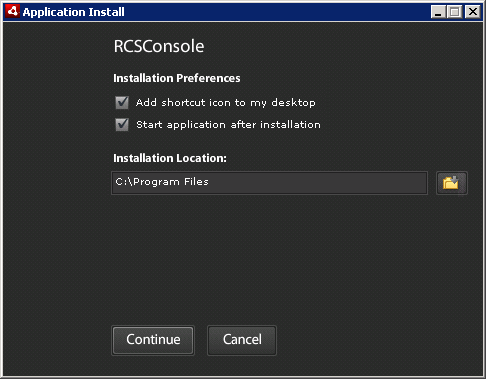 Application Install
RCSConsole
Installation Preferences
Add shortcut icon to my desktop
Start application after installation
Installation Location:
C:\Program Files
Continue
Cancel